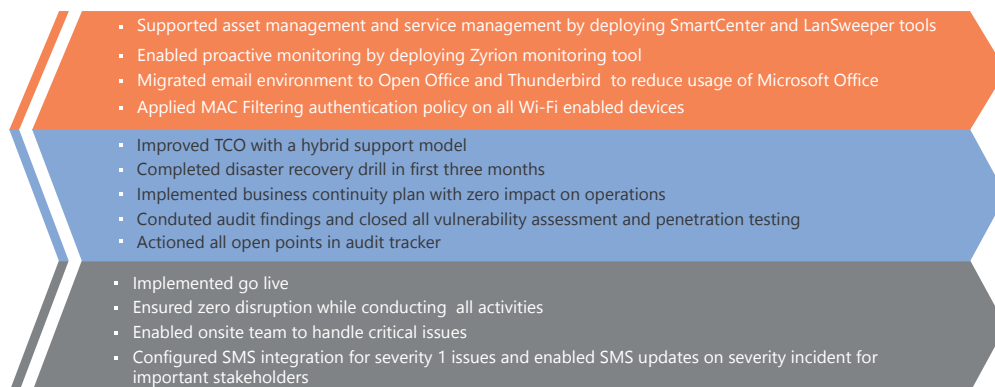 ▪ Supported asset management and service management by deploying SmartCenter and LanSweeper tools
▪ Enabled proactive monitoring by deploying Zyrion monitoring tool
▪ Migrated email environment to Open Office and Thunderbird to reduce usage of Microsoft Office
▪ Applied MAC Filtering authentication policy on all Wi-Fi enabled devices
▪ Improved TCO with a hybrid support model
▪ Completed disaster recovery drill in first three months
▪ Implemented business continuity plan with zero impact on operations
▪ Conduted audit findings and closed all vulnerability assessment and penetration testing
▪ Actioned all open points in audit tracker
▪ Implemented go live
▪ Ensured zero disruption while conducting all activities
▪ Enabled onsite team to handle critical issues
▪ Configured SMS integration for severity 1 issues and enabled SMS updates on severity incident for
important stakeholders